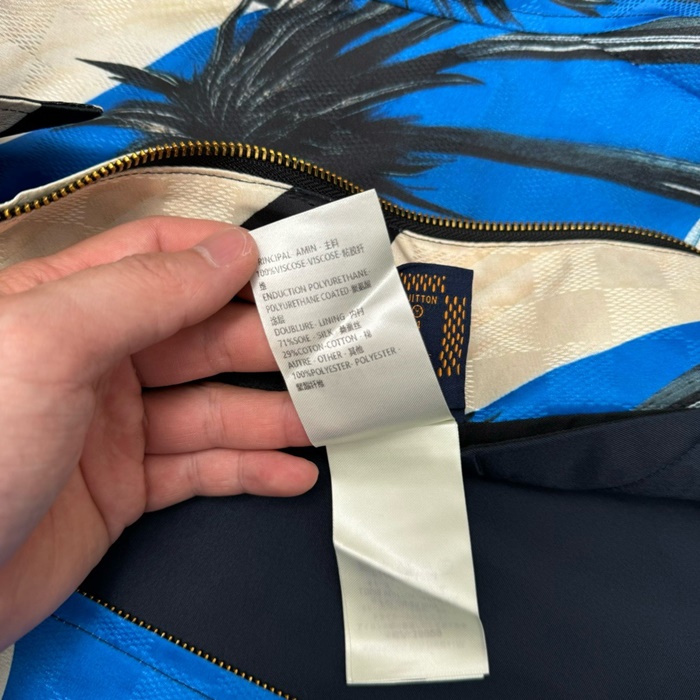 RINCIPAL·AMIN·主料
100%VISCOSE·VISCOSE·粘胶纤
维
ENDUCTION POLYURETHANE·
POLYURETHANE COATED·聚氨酯
涂层
DOUBLURE·LINING·内衬
71%SOIE·SILK·桑蚕丝
29%COTON·COTTON·棉
AUTRE·OTHER·其他
100%POLYESTER·POLYESTER·
聚酯纤维
UITTON